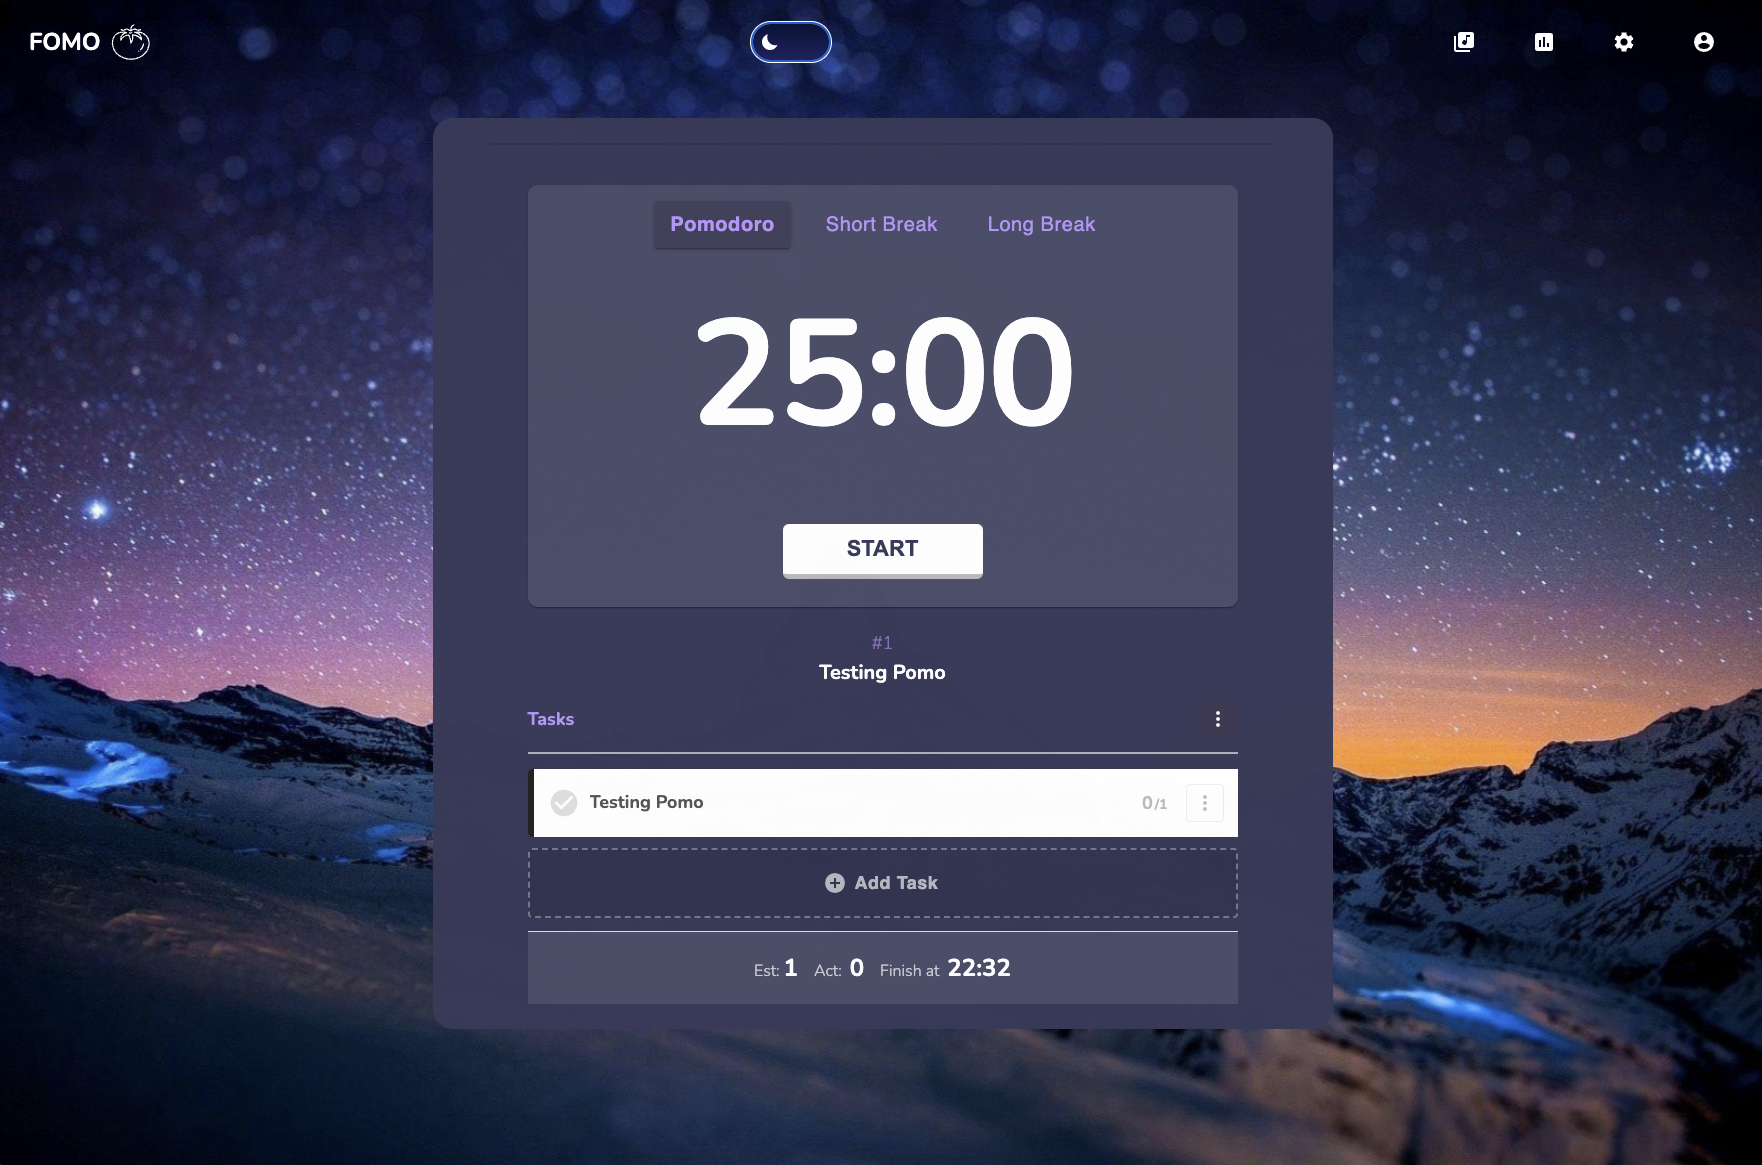 FOMO
Pomodoro Short Break Long Break
25:00
START
#1
Testing Pomo
Tasks
Testing Pomo 0/1
Add Task
Est: 1 Act: 0 Finish at 22:32